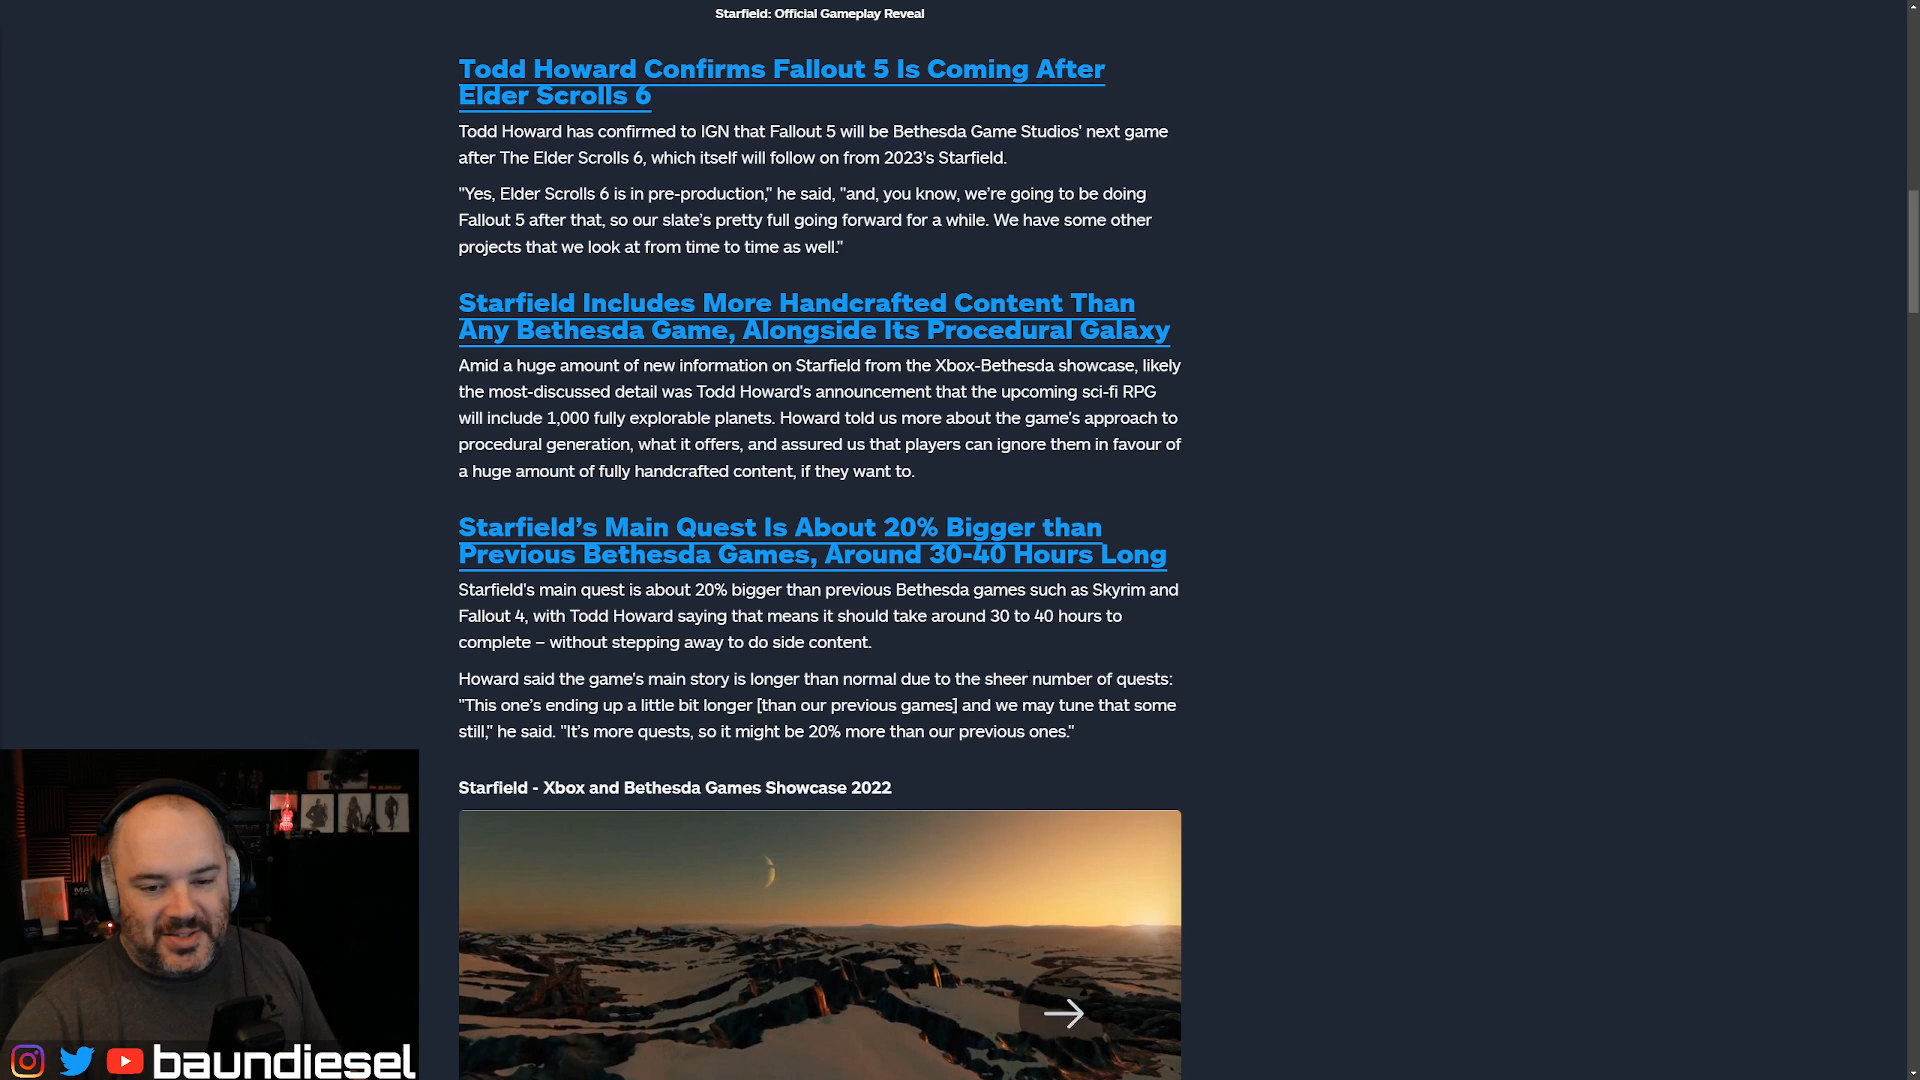 Starfield: Official Gameplay Reveal
Todd Howard Confirms Fallout 5 Is Coming After
Elder Scrolls 6
Todd Howard has confirmed to IGN that Fallout 5 will be Bethesda Game Studios' next game
after The Elder Scrolls 6, which itself will follow on from 2023's Starfield.
"Yes, Elder Scrolls 6 is in pre-production," he said, "and, you know, we're going to be doing
Fallout 5 after that, so our slate's pretty full going forward for a while. We have some other
projects that we look at from time to time as well."
Starfield Includes More Handcrafted Content Than
Any Bethesda Game, Alongside Its Procedural Galaxy
Amid a huge amount of new information on Starfield from the Xbox-Bethesda showcase, likely
the most-discussed detail was Todd Howard's announcement that the upcoming sci-fi RPG
will include 1,000 fully explorable planets. Howard told us more about the game's approach to
procedural generation, what it offers, and assured us that players can ignore them in favour of
a huge amount of fully handcrafted content, if they want to.
Starfield’s Main Quest Is About 20% Bigger than
Previous Bethesda Games, Around 30-40 Hours Long
Starfield's main quest is about 20% bigger than previous Bethesda games such as Skyrim and
Fallout 4, with Todd Howard saying that means it should take around 30 to 40 hours to
complete – without stepping away to do side content.
Howard said the game's main story is longer than normal due to the sheer number of quests:
"This one’s ending up a little bit longer [than our previous games] and we may tune that some
still," he said. "It’s more quests, so it might be 20% more than our previous ones."
Starfield - Xbox and Bethesda Games Showcase 2022
baundiesel